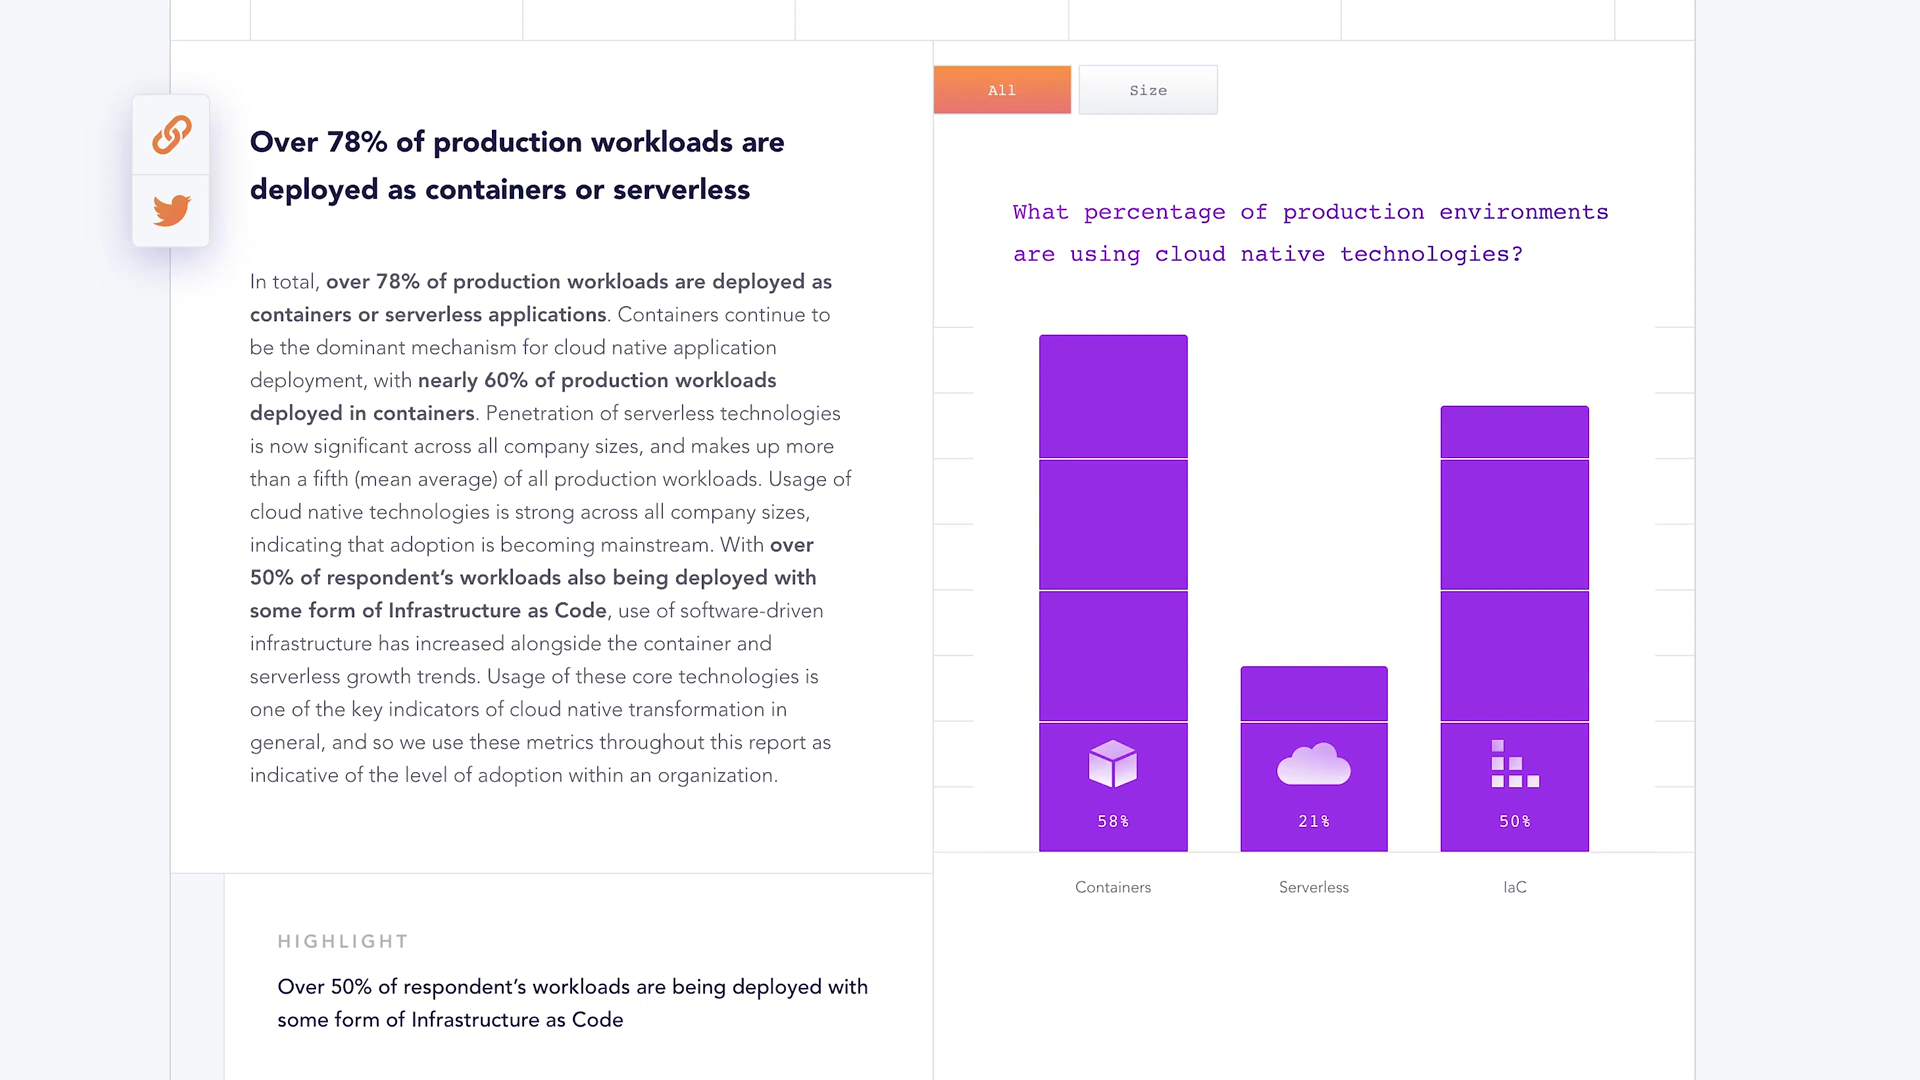 Over 78% of production workloads are
deployed as containers or serverless
In total, over 78% of production workloads are deployed as
containers or serverless applications. Containers continue to
be the dominant mechanism for cloud native application
deployment, with nearly 60% of production workloads
deployed in containers. Penetration of serverless technologies
is now significant across all company sizes, and makes up more
than a fifth (mean average) of all production workloads. Usage of
cloud native technologies is strong across all company sizes,
indicating that adoption is becoming mainstream. With over
50% of respondent’s workloads also being deployed with
some form of Infrastructure as Code, use of software-driven
infrastructure has increased alongside the container and
serverless growth trends. Usage of these core technologies is
one of the key indicators of cloud native transformation in
general, and so we use these metrics throughout this report as
indicative of the level of adoption within an organization.
HIGHLIGHT
Over 50% of respondent’s workloads are being deployed with
some form of Infrastructure as Code
All
Size
What percentage of production environments
are using cloud native technologies?
58%
21%
50%
Containers
Serverless
IaC